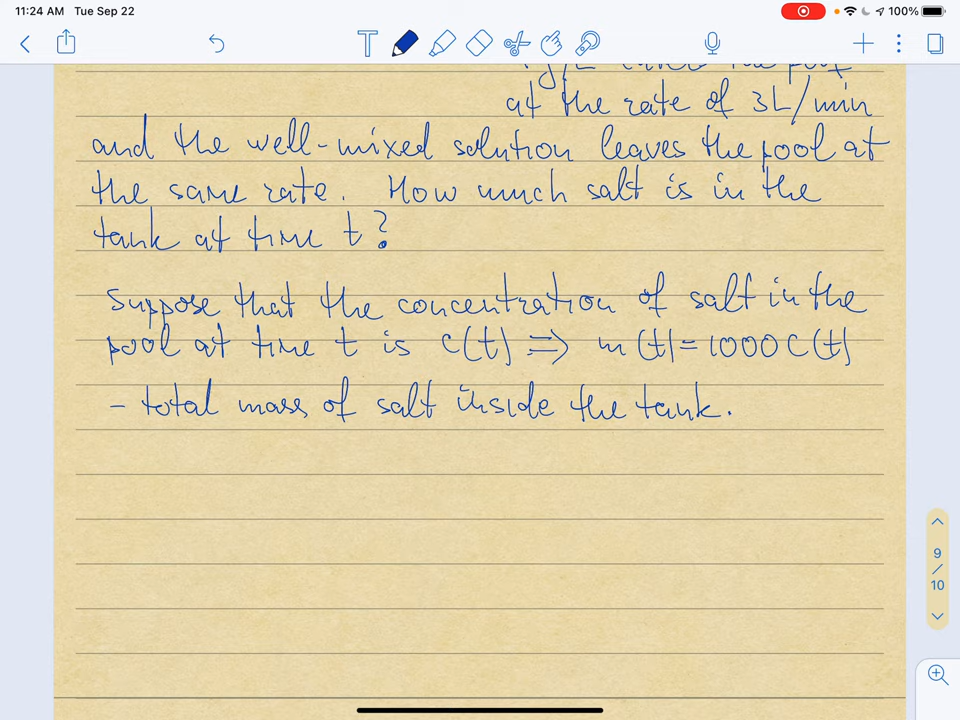 11:24 AM Tue Sep 22
100%
T
at the rate of 3L/min
and the well-mixed solution leaves the pool at
the same rate. How much salt is in the
tank at time t?
Suppose that the concentration of salt in the
pool at time t is c(t) ⟹ m(t) = 1000 c(t)
- total mass of salt inside the tank.
9
/
10